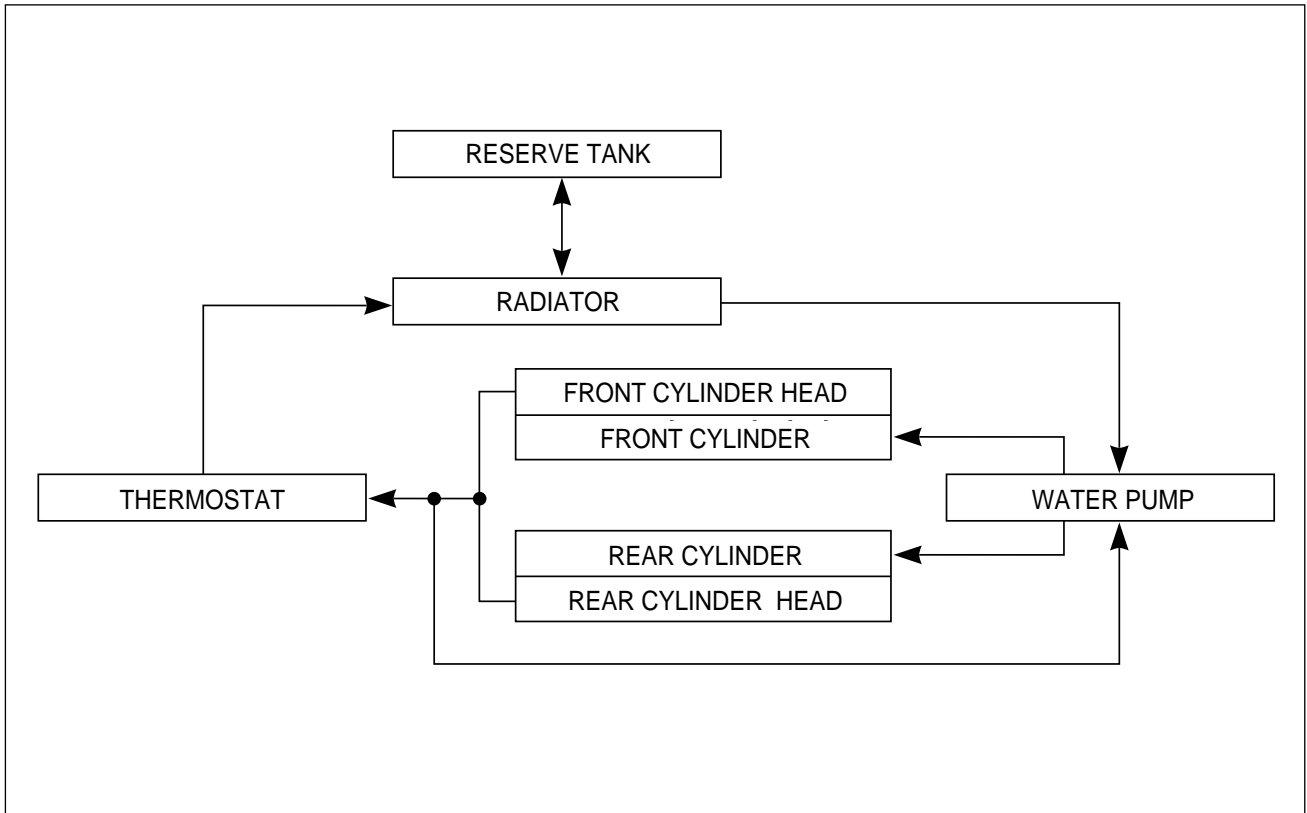 RESERVE TANK
RADIATOR
FRONT CYLINDER HEAD
FRONT CYLINDER
THERMOSTAT
WATER PUMP
REAR CYLINDER
REAR CYLINDER HEAD